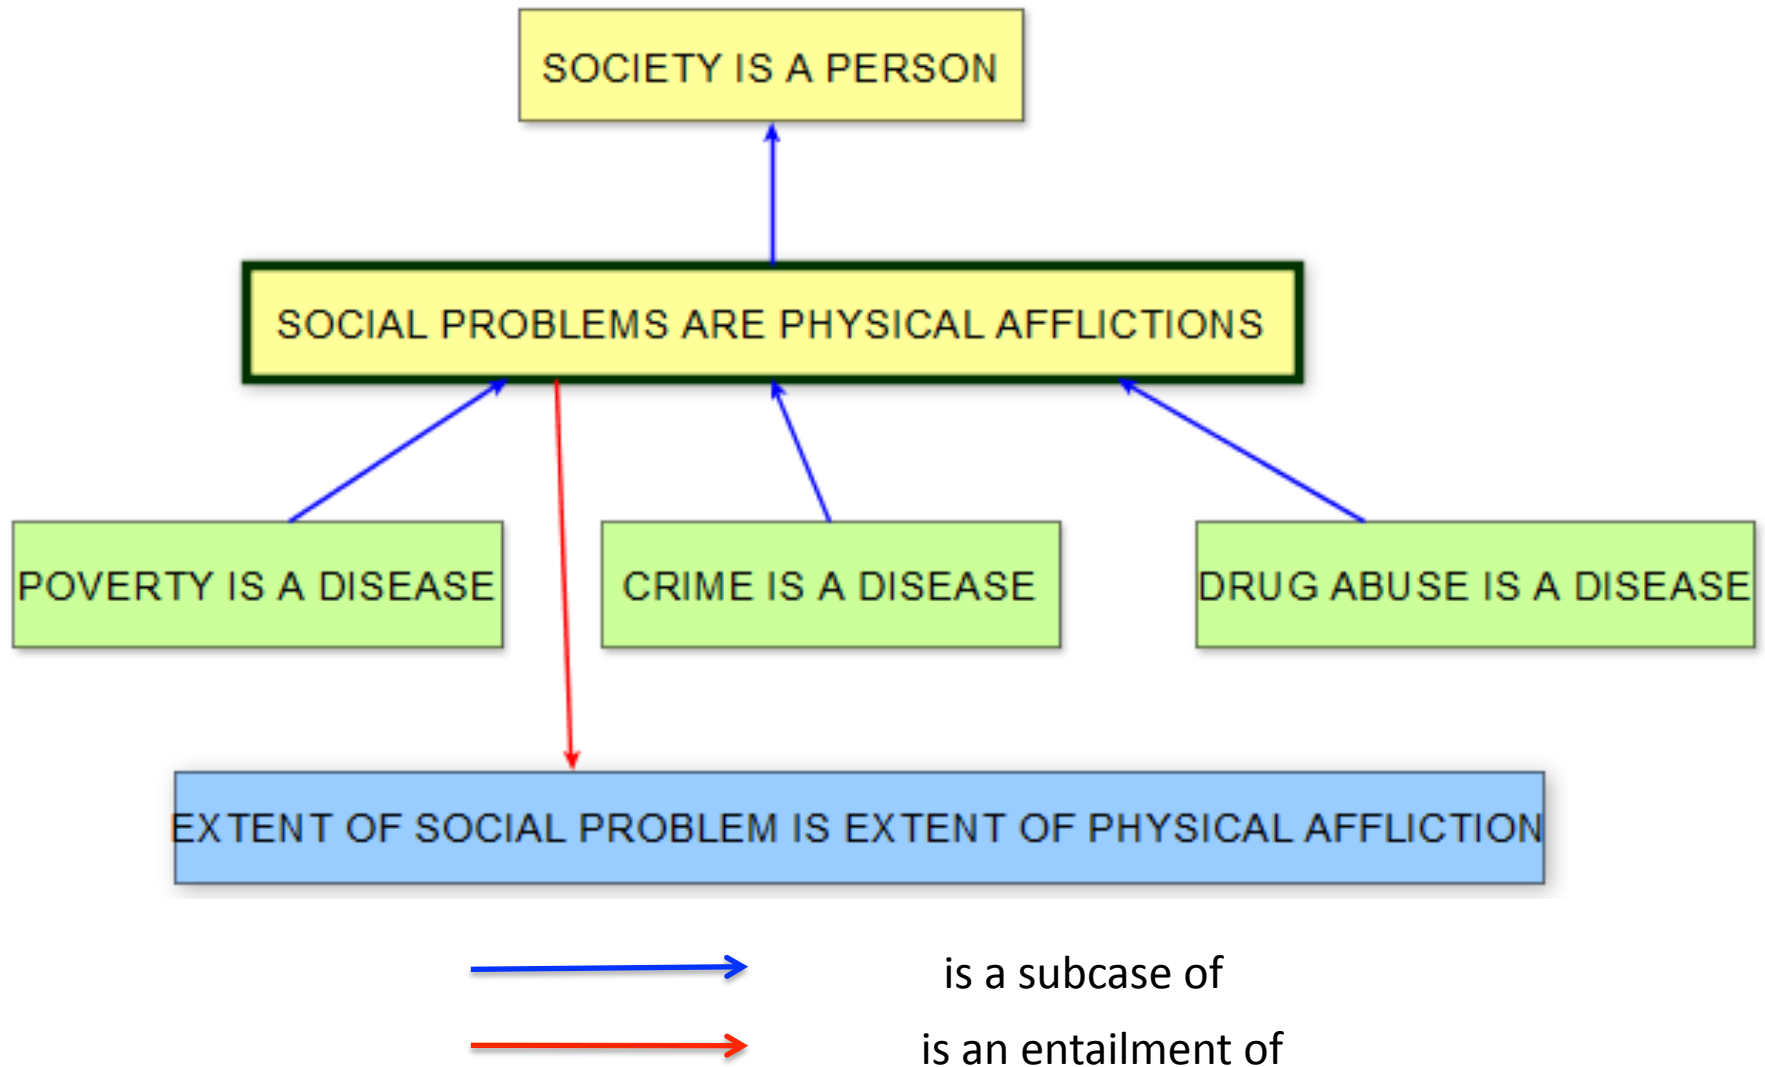 SOCIETY IS A PERSON
SOCIAL PROBLEMS ARE PHYSICAL AFFLICTIONS
POVERTY IS A DISEASE
CRIME IS A DISEASE
DRUG ABUSE IS A DISEASE
EXTENT OF SOCIAL PROBLEM IS EXTENT OF PHYSICAL AFFLICTION
is a subcase of
is an entailment of